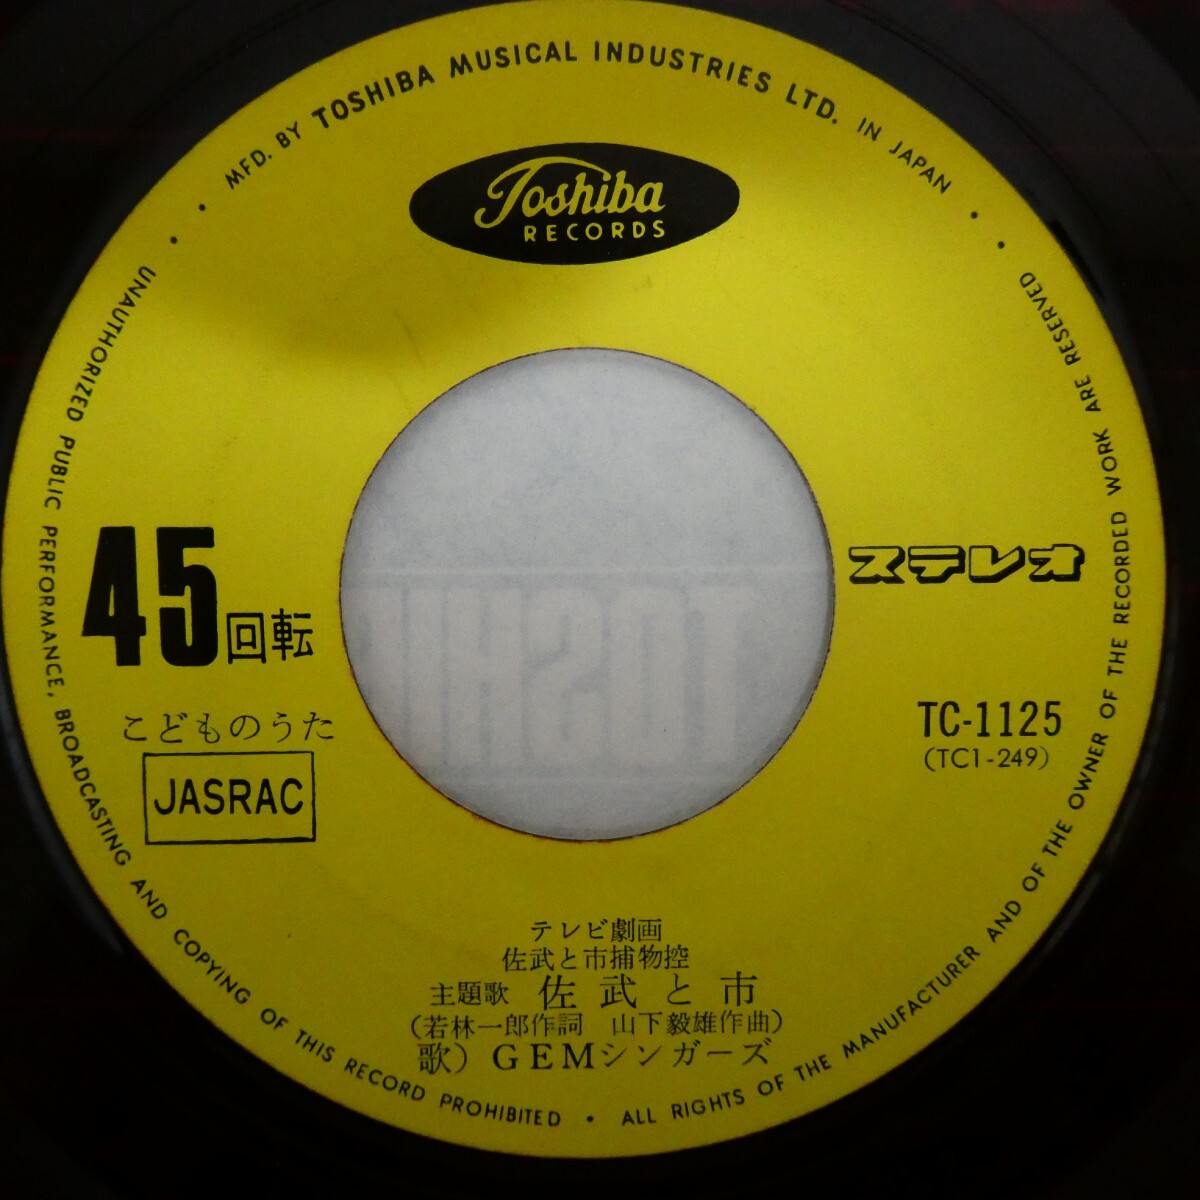 MFD. BY TOSHIBA MUSICAL INDUSTRIES LTD. IN JAPAN
Toshiba
RECORDS
45回転
ステレオ
こどものうた
JASRAC
TC-1125
(TC1-249)
TOSHI
テレビ劇画
佐武と市捕物控
主題歌 佐武と市
(若林一郎作詞 山下毅雄作曲)
歌) GEMシンガーズ
UNAUTHORIZED PUBLIC PERFORMANCE, BROADCASTING AND COPYING OF THIS RECORD PROHIBITED • ALL RIGHTS OF THE MANUFACTURER AND OF THE OWNER OF THE RECORDED WORK ARE RESERVED